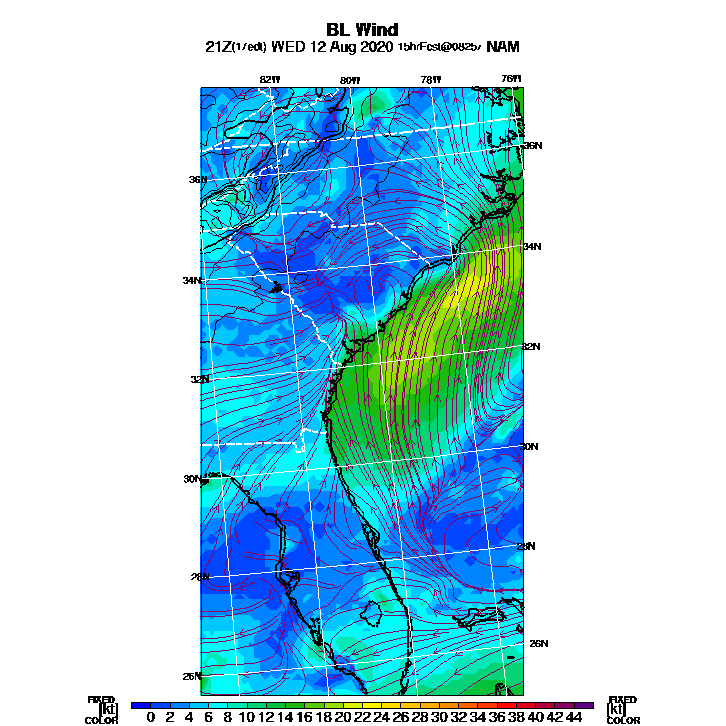 BL Wind
21Z(17edt) WED 12 Aug 2020 15hrFcst@0825z NAM
82W 80W 78W 76W
36N
36N
34N
34N
32N
32N
30N
30N
28N
28N
26N
26N
FIXED [kt] COLOR
0 2 4 6 8 10 12 14 16 18 20 22 24 26 28 30 32 34 36 38 40 42 44
FIXED [kt] COLOR